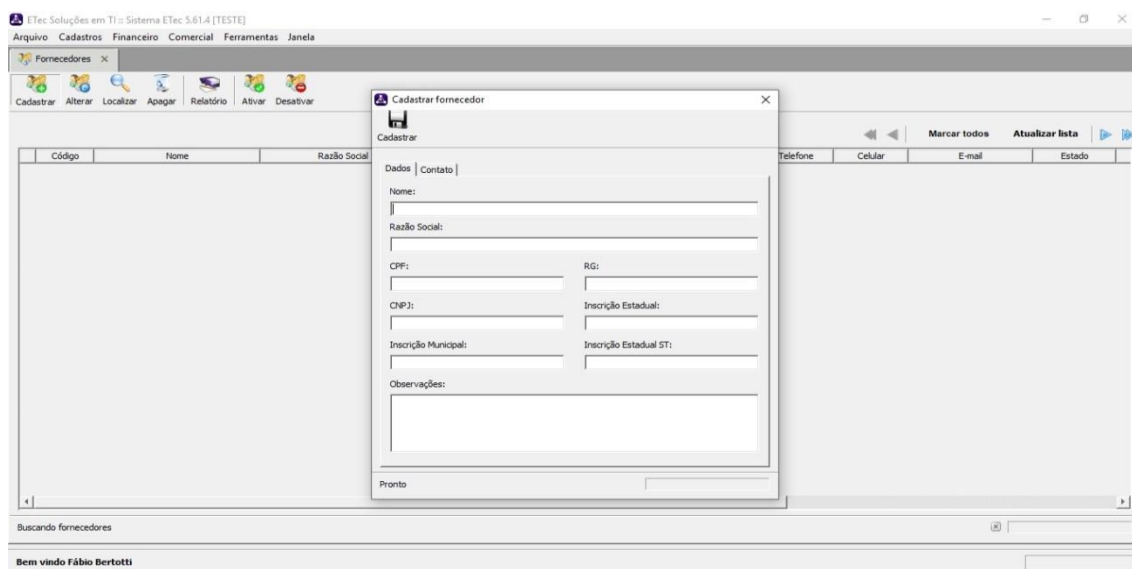 ETec Soluções em TI :: Sistema ETec 5.61.4 [TESTE]
Arquivo Cadastros Financeiro Comercial Ferramentas Janela
Fornecedores
Cadastrar Alterar Localizar Apagar Relatório Ativar Desativar
Marcar todos Atualizar lista
Código Nome Razão Social Telefone Celular E-mail Estado
Cadastrar fornecedor
Cadastrar
Dados Contato
Nome:
Razão Social:
CPF: RG:
CNPJ: Inscrição Estadual:
Inscrição Municipal: Inscrição Estadual ST:
Observações:
Pronto
Buscando fornecedores
Bem vindo Fábio Bertotti